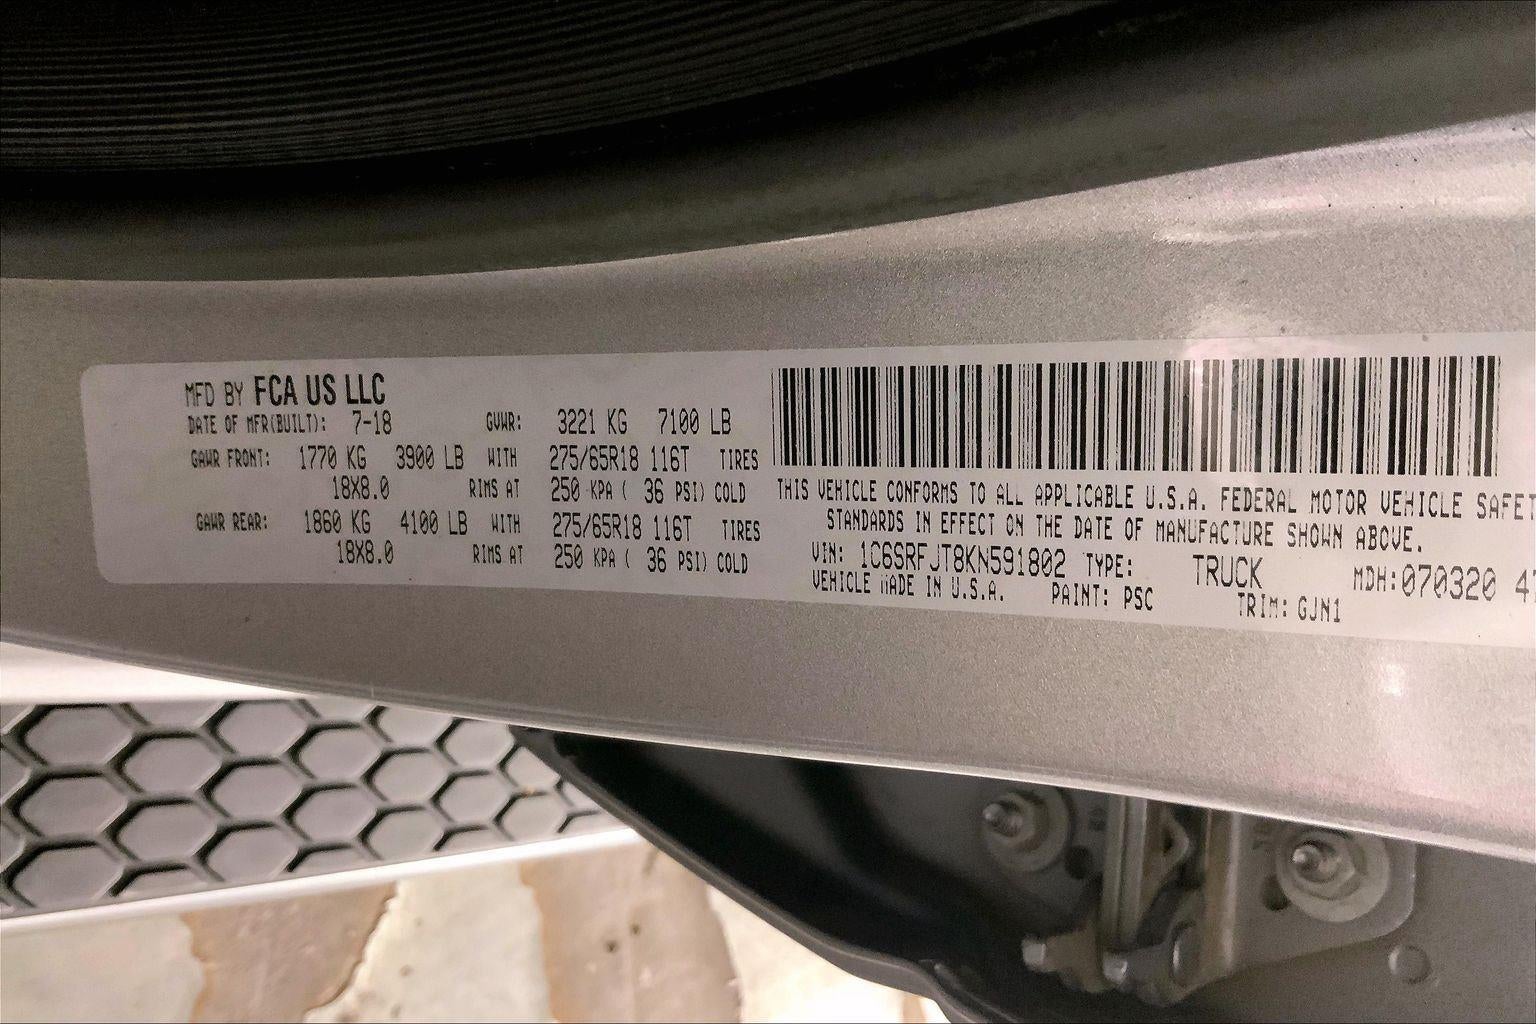 MFD BY FCA US LLC
DATE OF MFR(BUILT): 7-18 GVWR: 3221 KG 7100 LB
GAWR FRONT: 1770 KG 3900 LB WITH 275/65R18 116T TIRES
18X8.0 RIMS AT 250 KPA ( 36 PSI) COLD
GAWR REAR: 1860 KG 4100 LB WITH 275/65R18 116T TIRES
18X8.0 RIMS AT 250 KPA ( 36 PSI) COLD
THIS VEHICLE CONFORMS TO ALL APPLICABLE U.S.A. FEDERAL MOTOR VEHICLE SAFET
STANDARDS IN EFFECT ON THE DATE OF MANUFACTURE SHOWN ABOVE.
VIN: 1C6SRFJT8KN591802 TYPE: TRUCK MDH:070320 47
VEHICLE MADE IN U.S.A. PAINT: PSC TRIM: GJN1